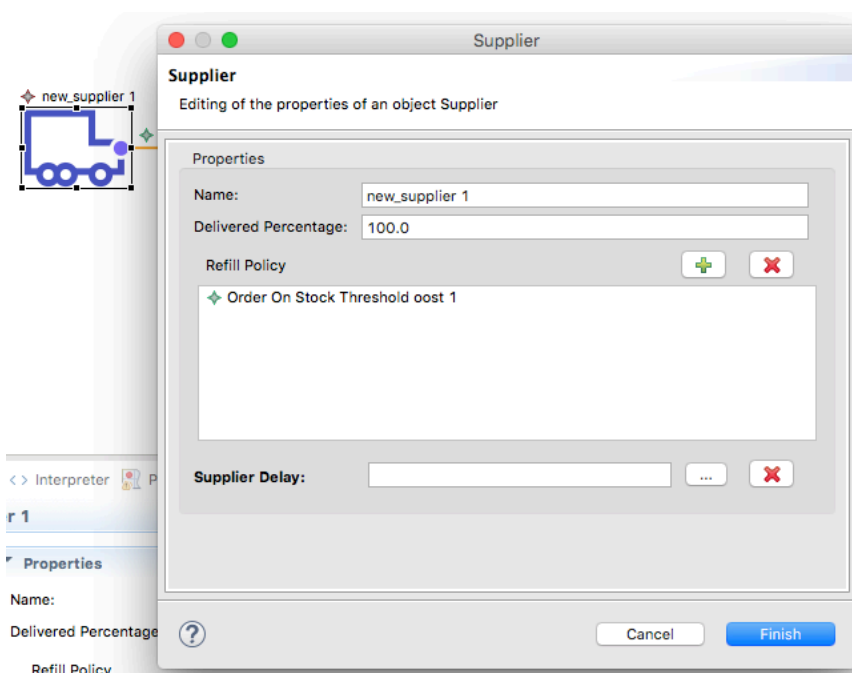 Supplier
Supplier
Editing of the properties of an object Supplier
new_supplier 1
Properties
Name: new_supplier 1
Delivered Percentage: 100.0
Refill Policy
Order On Stock Threshold oost 1
Supplier Delay: ...
<> Interpreter P
r 1
Properties
Name:
Delivered Percentage
Refill Policy
? Cancel Finish